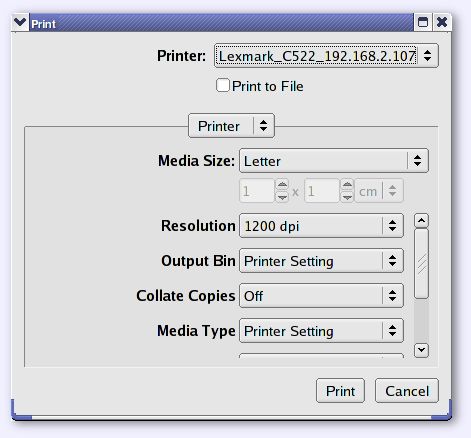 Print
Printer: Lexmark_C522_192.168.2.107
Print to File
Printer
Media Size: Letter
1 x 1 cm
Resolution 1200 dpi
Output Bin Printer Setting
Collate Copies Off
Media Type Printer Setting
Print Cancel